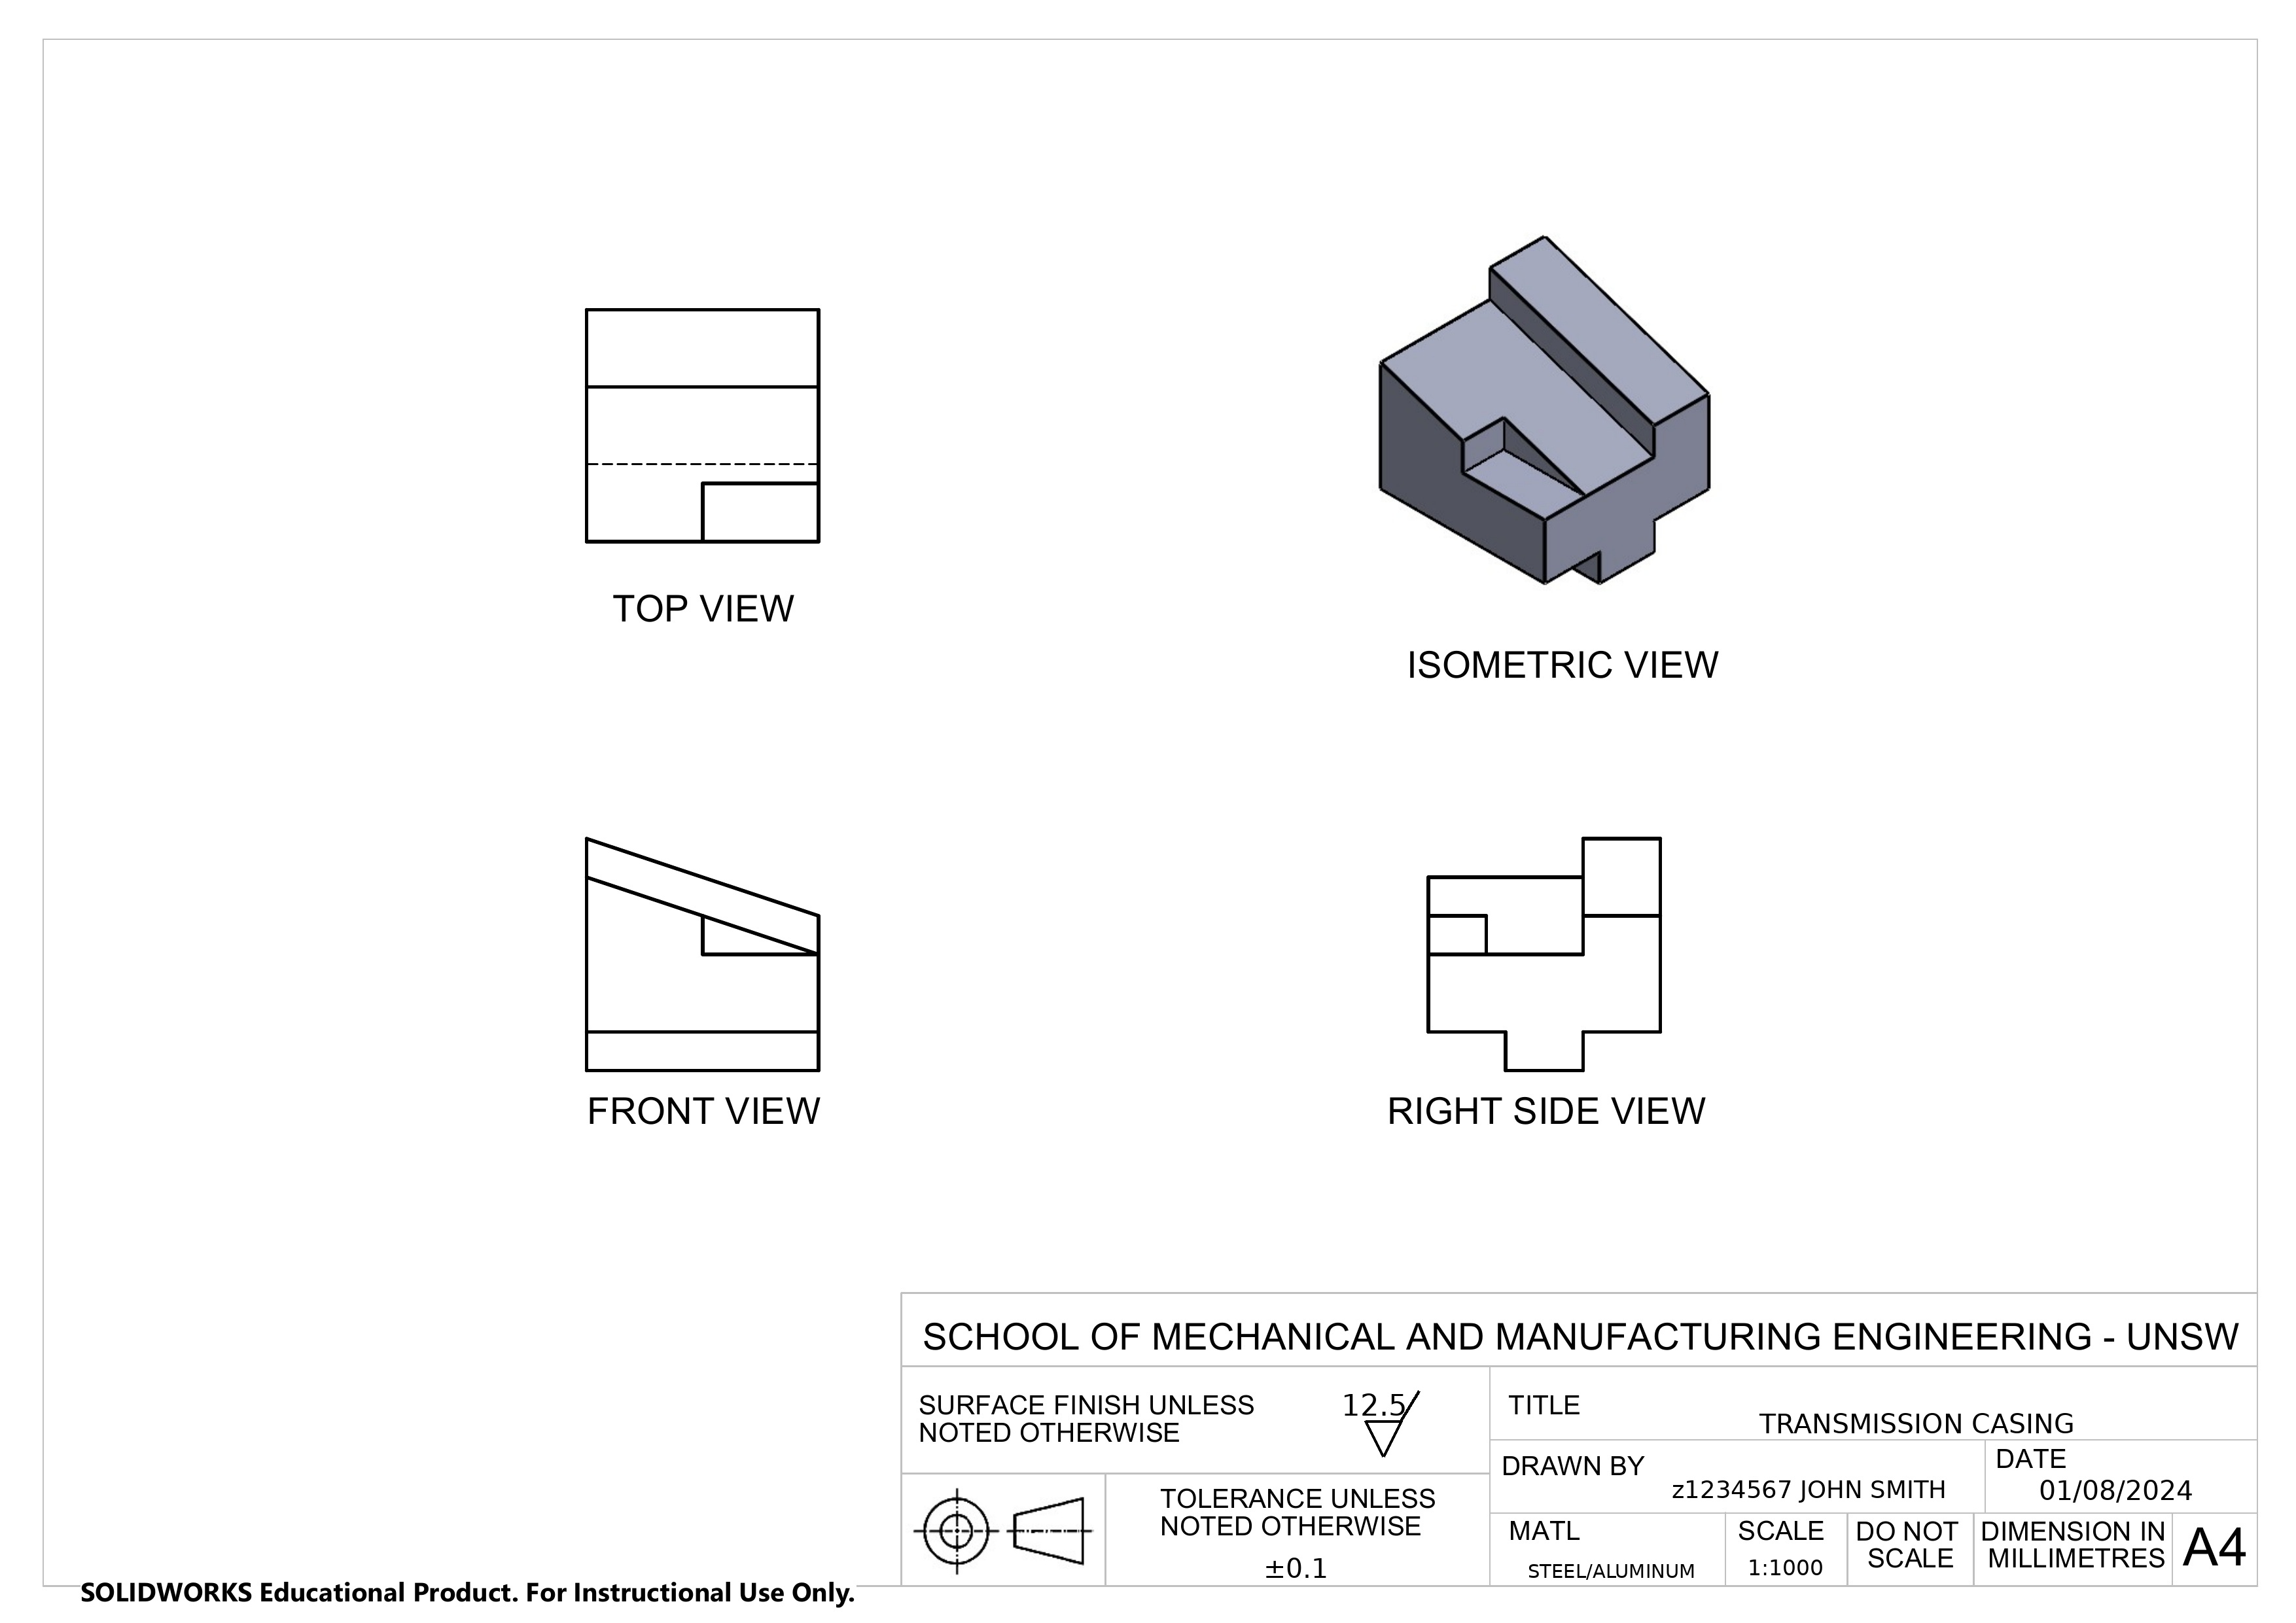 TOP VIEW
ISOMETRIC VIEW
FRONT VIEW
RIGHT SIDE VIEW
SCHOOL OF MECHANICAL AND MANUFACTURING ENGINEERING - UNSW
SURFACE FINISH UNLESS
NOTED OTHERWISE
12.5
TITLE
TRANSMISSION CASING
DRAWN BY
z1234567 JOHN SMITH
DATE
01/08/2024
TOLERANCE UNLESS
NOTED OTHERWISE
±0.1
MATL
STEEL/ALUMINUM
SCALE
1:1000
DO NOT
SCALE
DIMENSION IN
MILLIMETRES
A4
SOLIDWORKS Educational Product. For Instructional Use Only.